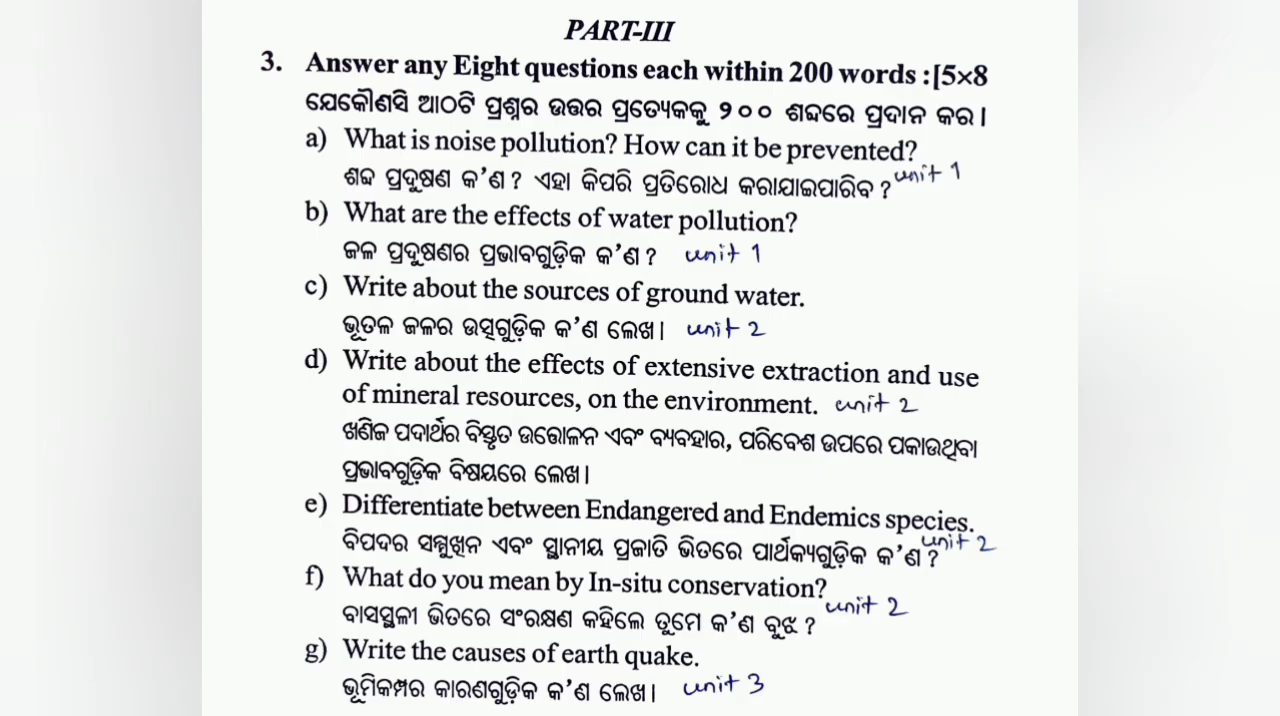 PART-III
3. Answer any Eight questions each within 200 words :[5×8
ଯେକୌଣସି ଆଠଟି ପ୍ରଶ୍ନର ଉତ୍ତର ପ୍ରତ୍ୟେକକୁ ୨୦୦ ଶବ୍ଦରେ ପ୍ରଦାନ କର।
a) What is noise pollution? How can it be prevented?
ଶବ୍ଦ ପ୍ରଦୁଷଣ କ'ଣ? ଏହା କିପରି ପ୍ରତିରୋଧ କରାଯାଇପାରିବ? unit 1
b) What are the effects of water pollution?
ଜଳ ପ୍ରଦୁଷଣର ପ୍ରଭାବଗୁଡ଼ିକ କ'ଣ? unit 1
c) Write about the sources of ground water.
ଭୂତଳ ଜଳର ଉତ୍ସଗୁଡ଼ିକ କ'ଣ ଲେଖ। unit 2
d) Write about the effects of extensive extraction and use
of mineral resources, on the environment. unit 2
ଖଣିଜ ପଦାର୍ଥର ବିସ୍ତୃତ ଉତ୍ତୋଳନ ଏବଂ ବ୍ୟବହାର, ପରିବେଶ ଉପରେ ପକାଉଥିବା
ପ୍ରଭାବଗୁଡ଼ିକ ବିଷୟରେ ଲେଖ।
e) Differentiate between Endangered and Endemics species.
ବିପଦର ସମ୍ମୁଖିନ ଏବଂ ସ୍ଥାନୀୟ ପ୍ରଜାତି ଭିତରେ ପାର୍ଥକ୍ୟଗୁଡ଼ିକ କ'ଣ? unit 2
f) What do you mean by In-situ conservation?
ବାସସ୍ଥଳୀ ଭିତରେ ସଂରକ୍ଷଣ କହିଲେ ତୁମେ କ'ଣ ବୁଝ? unit 2
g) Write the causes of earth quake.
ଭୂମିକମ୍ପର କାରଣଗୁଡ଼ିକ କ'ଣ ଲେଖ। unit 3